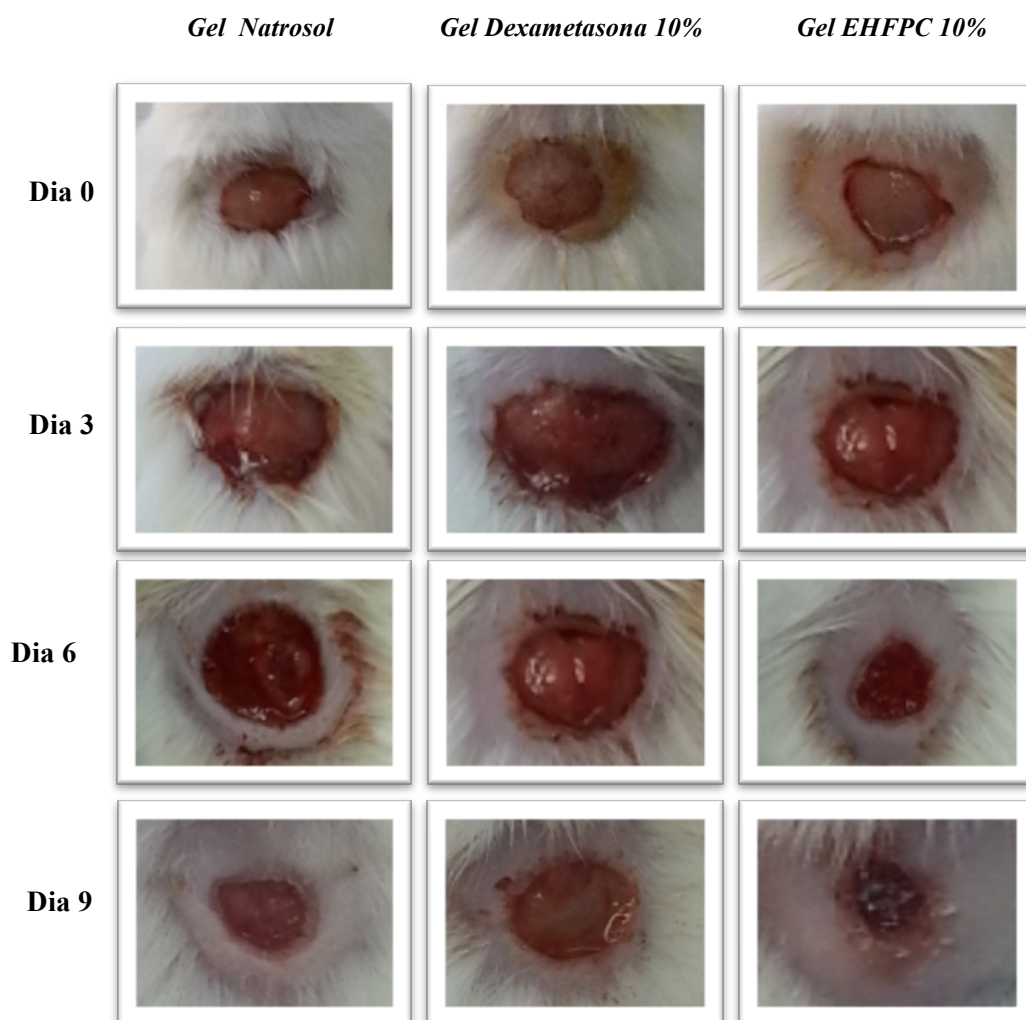 Gel Natrosol Gel Dexametasona 10% Gel EHFPC 10%
Dia 0
Dia 3
Dia 6
Dia 9